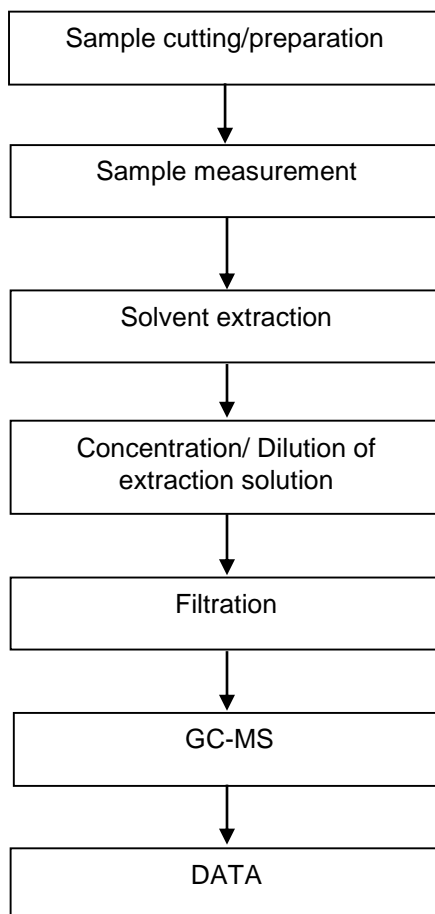 Sample cutting/preparation
Sample measurement
Solvent extraction
Concentration/ Dilution of
extraction solution
Filtration
GC-MS
DATA